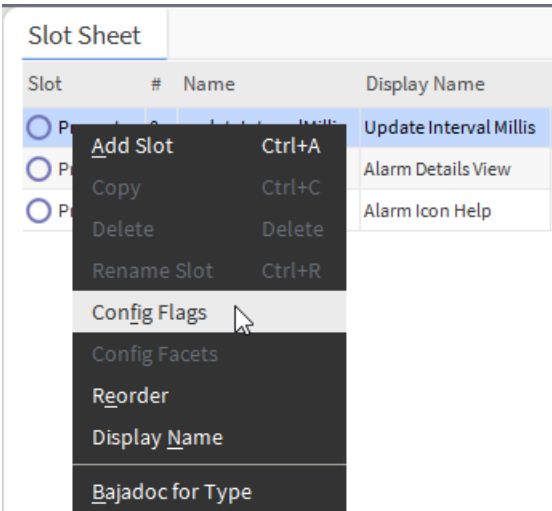 Slot Sheet
Slot # Name Display Name
Update Interval Millis
Add Slot Ctrl+A
Alarm Details View
Copy Ctrl+C
Alarm Icon Help
Delete Delete
Rename Slot Ctrl+R
Config Flags
Config Facets
Reorder
Display Name
Bajadoc for Type